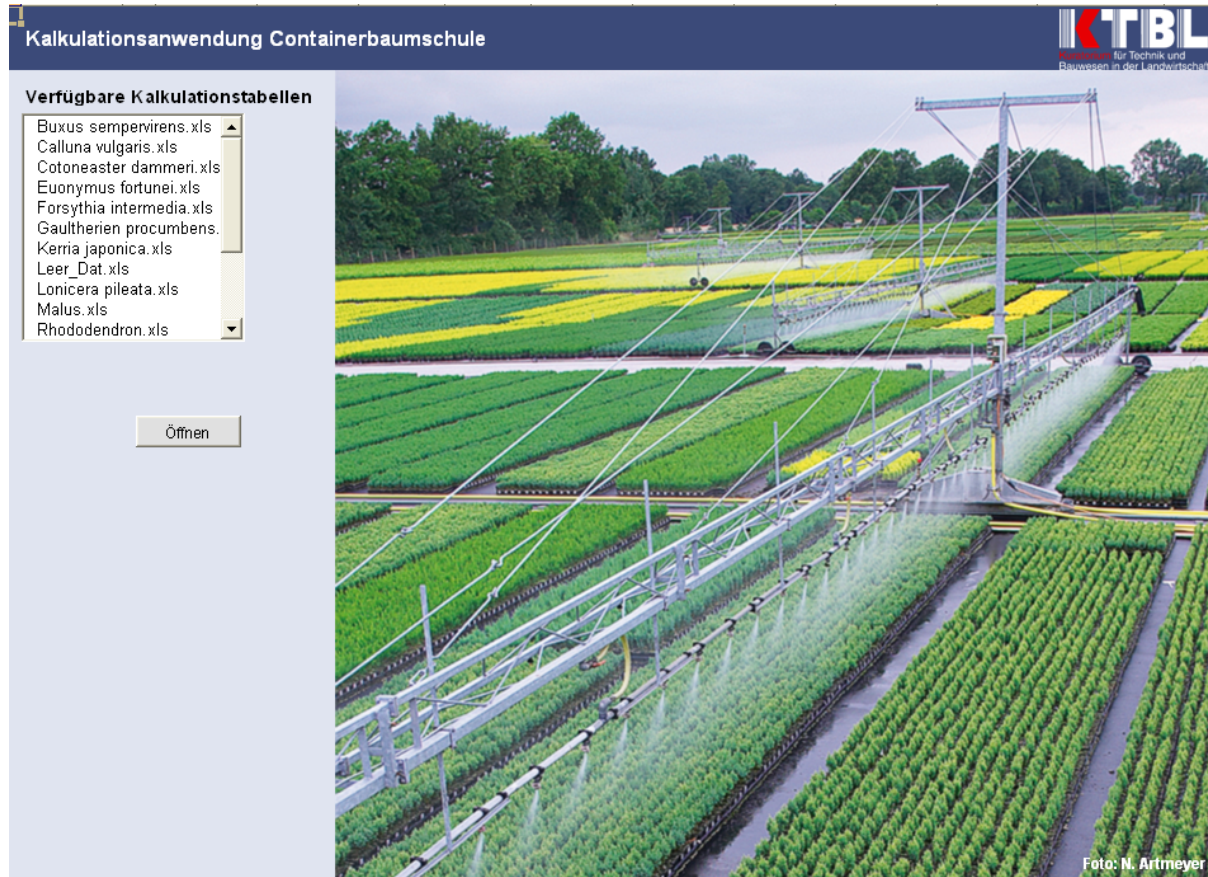 Kalkulationsanwendung Containerbaumschule
KTBL
Kuratorium für Technik und
Bauwesen in der Landwirtschaft
Verfügbare Kalkulationstabellen
Buxus sempervirens.xls
Calluna vulgaris.xls
Cotoneaster dammeri.xls
Euonymus fortunei.xls
Forsythia intermedia.xls
Gaultherien procumbens.
Kerria japonica.xls
Leer_Dat.xls
Lonicera pileata.xls
Malus.xls
Rhododendron.xls
Öffnen
Foto: N. Artmeyer